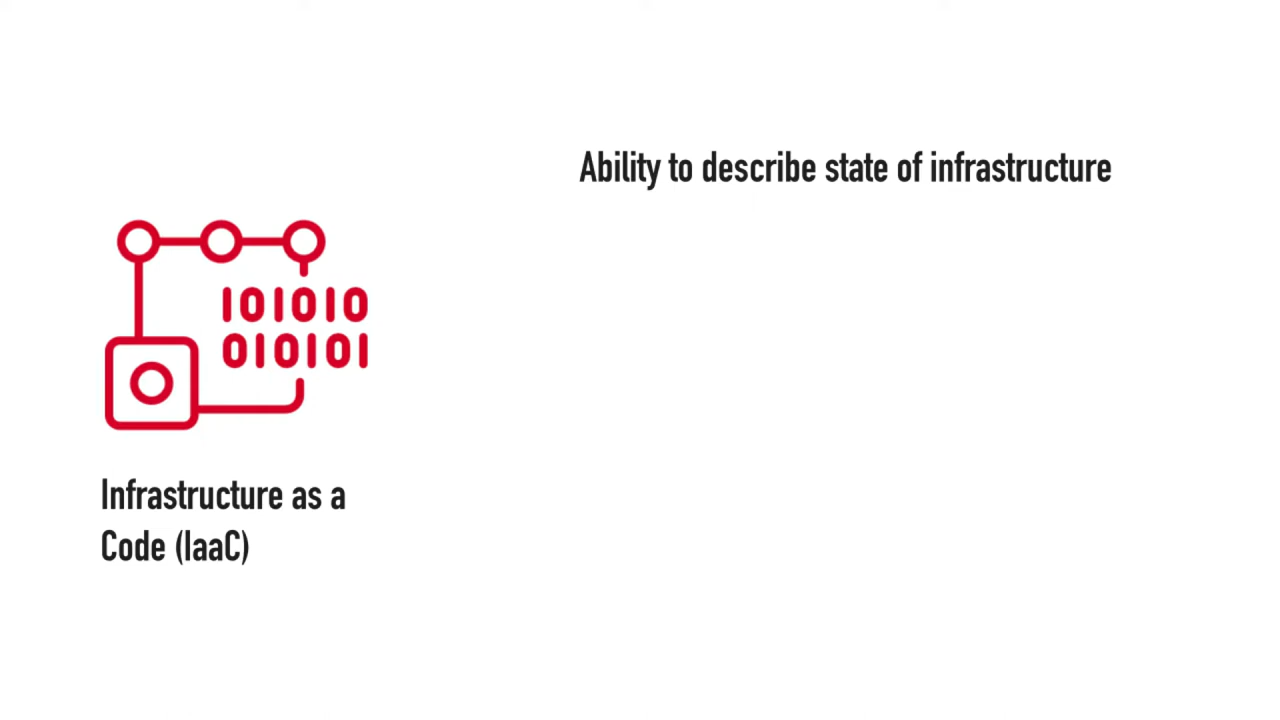 Ability to describe state of infrastructure
101010
010101
Infrastructure as a
Code (IaaC)